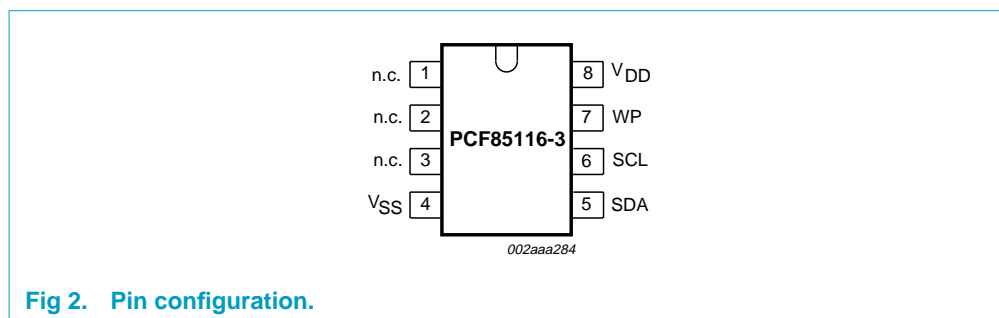 n.c. 1 8 VDD
n.c. 2 7 WP
PCF85116-3
n.c. 3 6 SCL
VSS 4 5 SDA
002aaa284
Fig 2. Pin configuration.